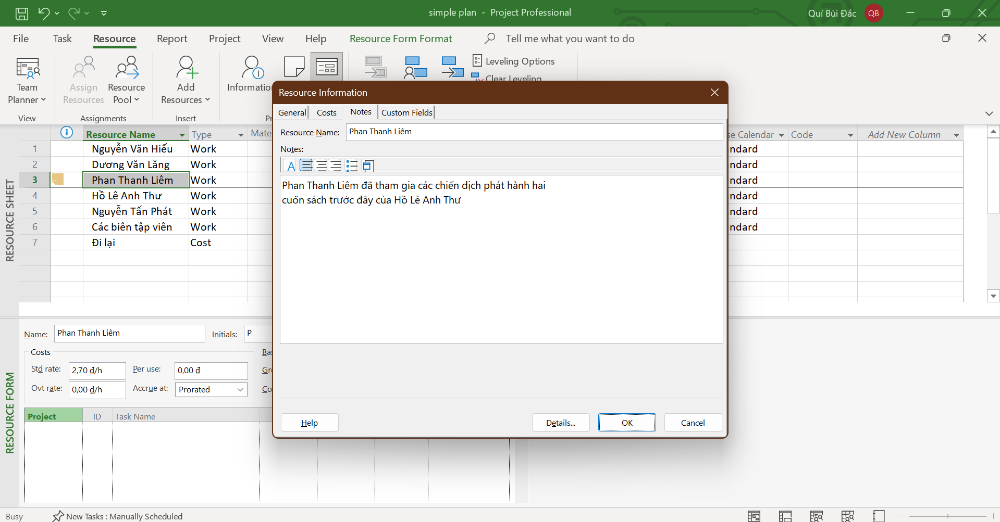 simple plan - Project Professional
Quí Bùi Đắc QB
File Task Resource Report Project View Help Resource Form Format Tell me what you want to do
Team Planner
Assign Resources
Resource Pool
Add Resources
Informatio
Leveling Options
Clear Leveling
View Assignments Insert
Resource Information
General Costs Notes Custom Fields
Resource Name: Phan Thanh Liêm
Notes:
A
Phan Thanh Liêm đã tham gia các chiến dịch phát hành hai
cuốn sách trước đây của Hồ Lê Anh Thư
Help Details... OK Cancel
RESOURCE SHEET
Resource Name Type Mate se Calendar Code Add New Column
1 Nguyễn Văn Hiếu Work ndard
2 Dương Văn Lăng Work ndard
3 Phan Thanh Liêm Work ndard
4 Hồ Lê Anh Thư Work ndard
5 Nguyễn Tấn Phát Work ndard
6 Các biên tập viên Work ndard
7 Đi lại Cost
RESOURCE FORM
Name: Phan Thanh Liêm Initials: P
Costs Bas
Std rate: 2,70 ₫/h Per use: 0,00 ₫ Gr
Ovt rate: 0,00 ₫/h Accrue at: Prorated Co
Project ID Task Name
Busy New Tasks : Manually Scheduled